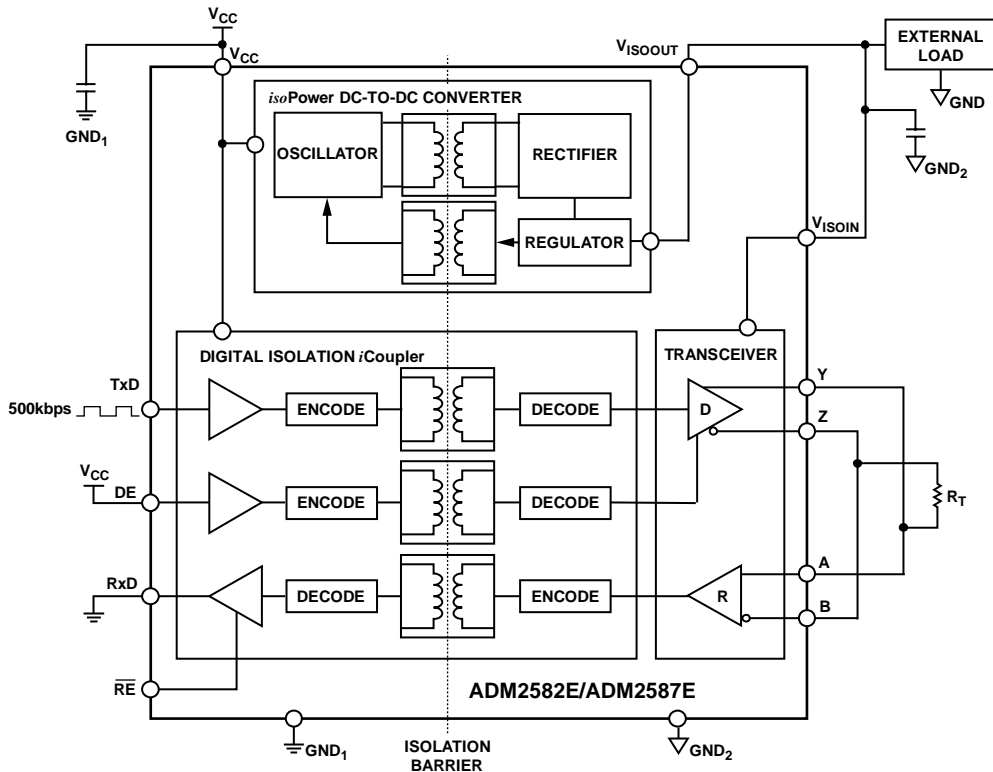 VCC
VCC
VISOOUT
EXTERNAL
LOAD
GND
GND1
GND2
isoPower DC-TO-DC CONVERTER
OSCILLATOR
RECTIFIER
REGULATOR
VISOIN
DIGITAL ISOLATION iCoupler
TRANSCEIVER
TxD
500kbps
ENCODE
DECODE
D
Y
Z
VCC
DE
ENCODE
DECODE
RT
RxD
DECODE
ENCODE
R
A
B
RE
ADM2582E/ADM2587E
GND1
ISOLATION
BARRIER
GND2